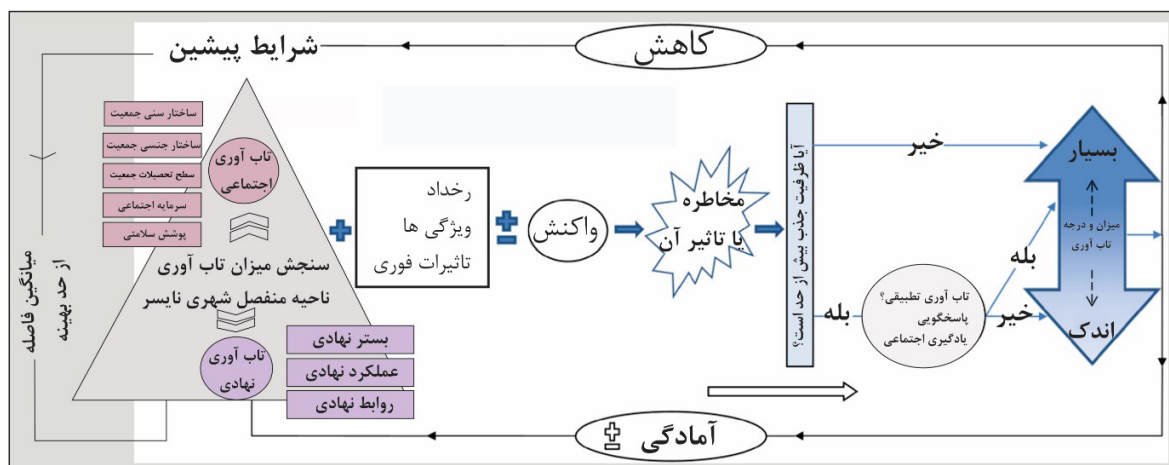 کاهش
شرایط پیشین
ساختار سنی جمعیت
ساختار جنسی جمعیت
سطح تحصیلات جمعیت
سرمایه اجتماعی
پوشش سلامتی
تاب آوری
اجتماعی
سنجش میزان تاب آوری
ناحیه منفصل شهری نایسر
تاب آوری
نهادی
بستر نهادی
عملکرد نهادی
روابط نهادی
میانگین فاصله
از حد بهینه
+
رخداد
ویژگی ها
تاثیرات فوری
±
واکنش
مخاطره
یا تاثیر آن
آیا ظرفیت جذب بیش از حد است؟
خیر
بله
تاب آوری تطبیقی؟
پاسخگویی
یادگیری اجتماعی
بله
خیر
بسیار
میزان و درجه
تاب آوری
اندک
آمادگی ±